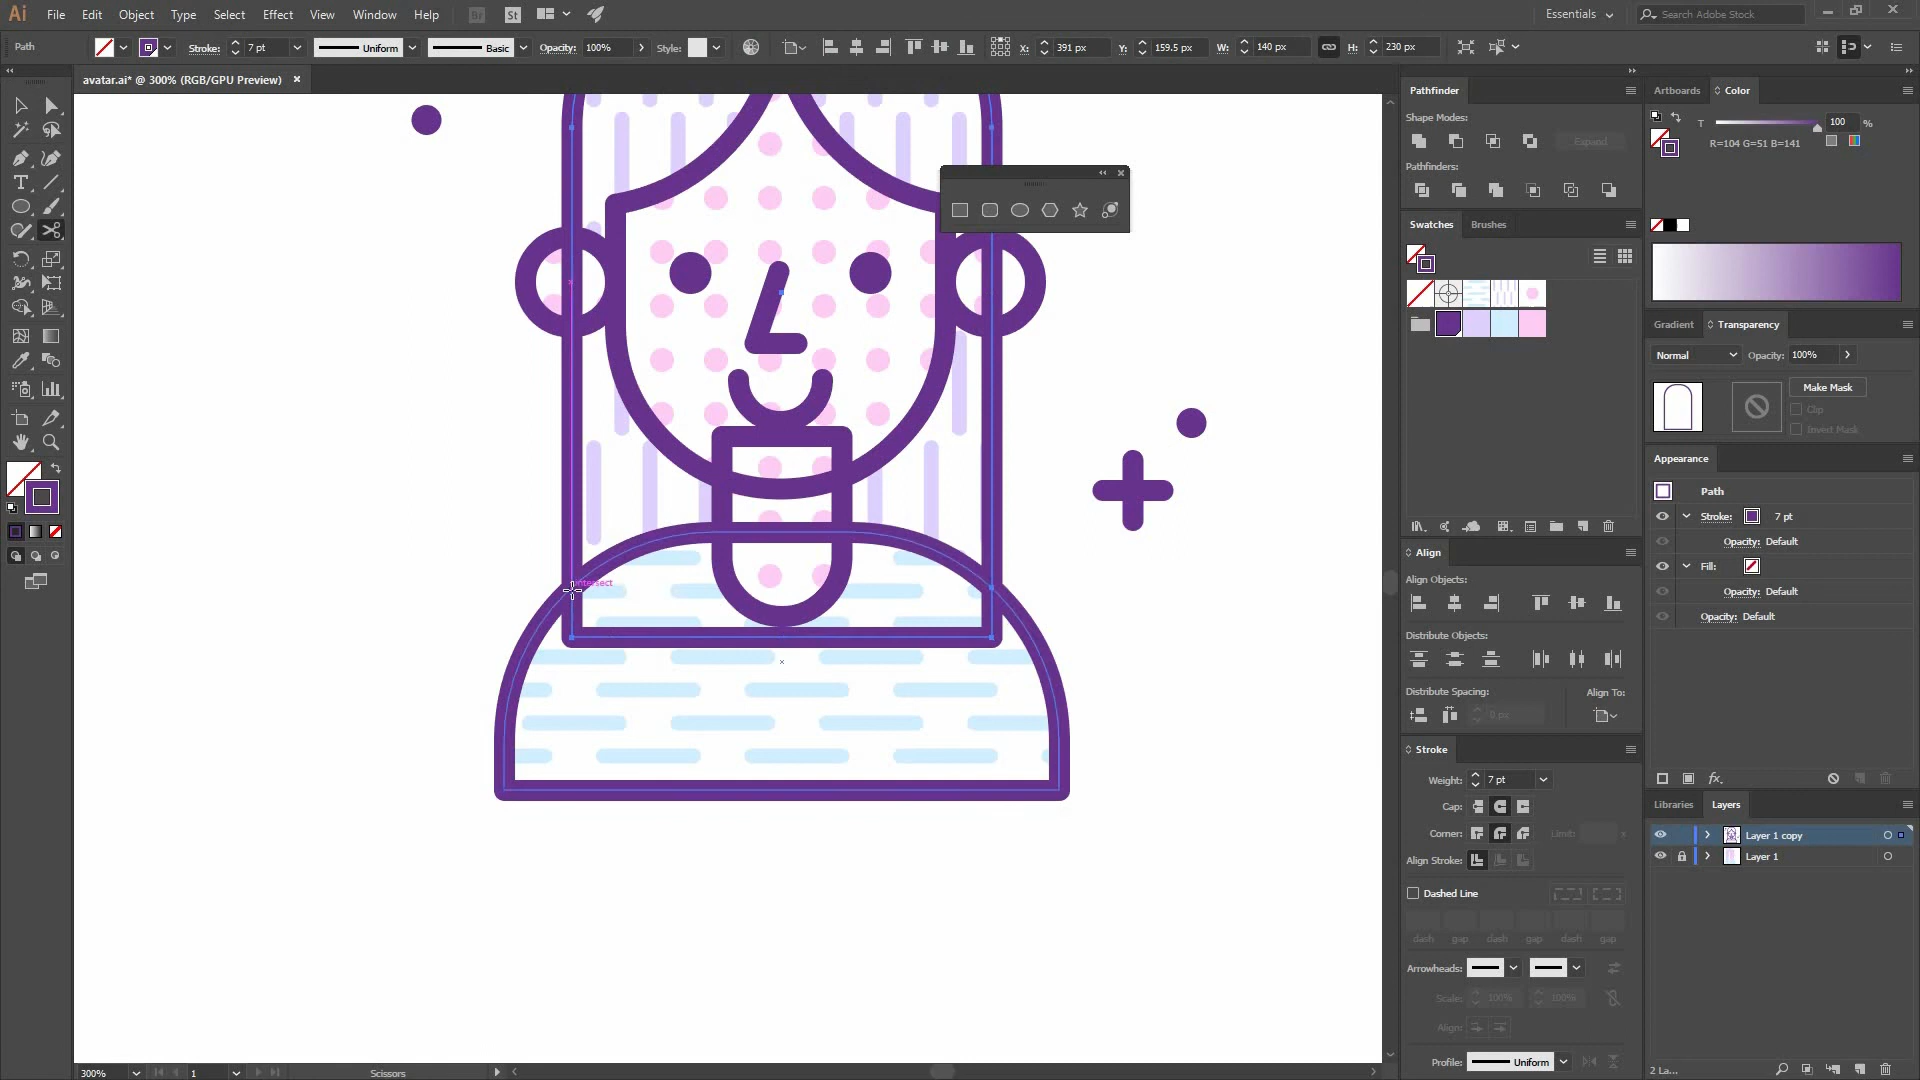 Ai File Edit Object Type Select Effect View Window Help Br St Essentials Search Adobe Stock
Path Stroke: 7 pt Uniform Basic Opacity: 100% Style: X: 391 px Y: 159.5 px W: 140 px H: 230 px
avatar.ai* @ 300% (RGB/GPU Preview)
intersect
300% 1 Scissors
Pathfinder
Shape Modes:
Expand
Pathfinders:
Swatches Brushes
Align
Align Objects:
Distribute Objects:
Distribute Spacing: Align To:
0 px
Stroke
Weight: 7 pt
Cap:
Corner: Limit:
Align Stroke:
Dashed Line
dash gap dash gap dash gap
Arrowheads:
Scale: 100% 100%
Align:
Profile: Uniform
Artboards Color
T 100 %
R=104 G=51 B=141
Gradient Transparency
Normal Opacity: 100%
Make Mask
Clip
Invert Mask
Appearance
Path
Stroke: 7 pt
Opacity: Default
Fill:
Opacity: Default
Opacity: Default
Libraries Layers
Layer 1 copy
Layer 1
2 La...